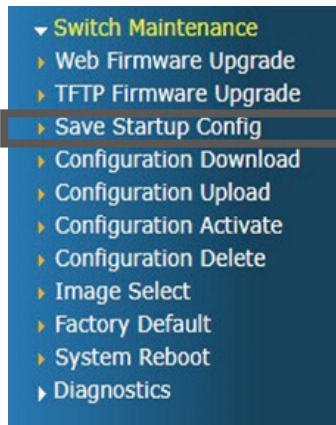 Switch Maintenance
Web Firmware Upgrade
TFTP Firmware Upgrade
Save Startup Config
Configuration Download
Configuration Upload
Configuration Activate
Configuration Delete
Image Select
Factory Default
System Reboot
Diagnostics